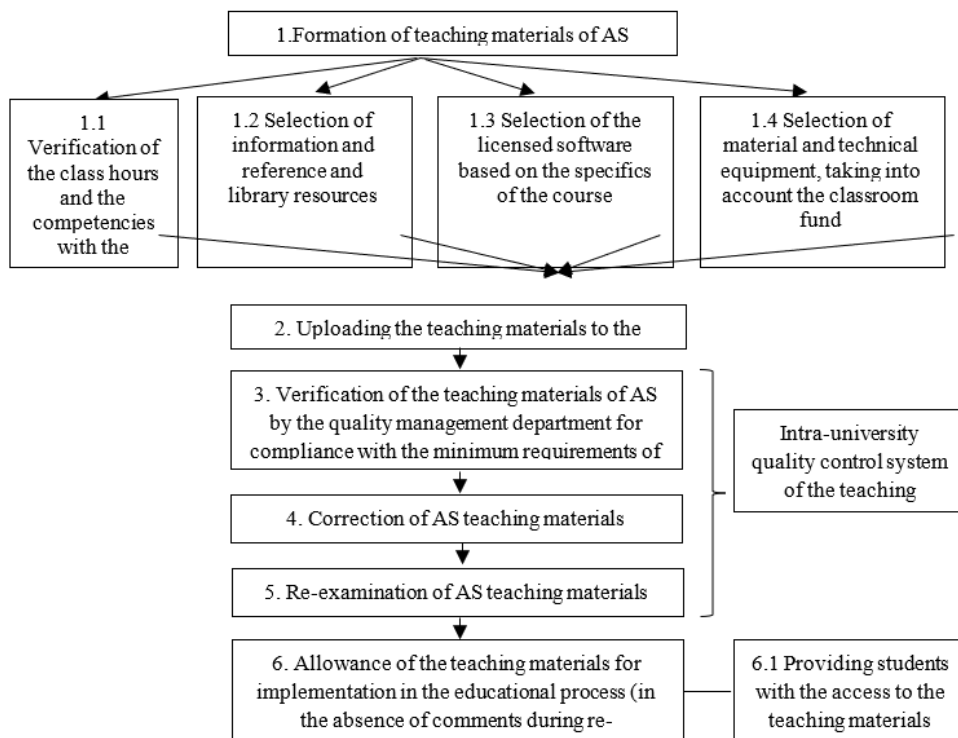 1.Formation of teaching materials of AS
1.1
Verification of
the class hours
and the
competencies
with the
1.2 Selection of
information and
reference and
library resources
1.3 Selection of the
licensed software
based on the specifics
of the course
1.4 Selection of
material and technical
equipment, taking into
account the classroom
fund
2. Uploading the teaching materials to the
3. Verification of the teaching materials of AS
by the quality management department for
compliance with the minimum requirements of
Intra-university
quality control system
of the teaching
4. Correction of AS teaching materials
5. Re-examination of AS teaching materials
6. Allowance of the teaching materials for
implementation in the educational process (in
the absence of comments during re-
6.1 Providing students
with the access to the
teaching materials